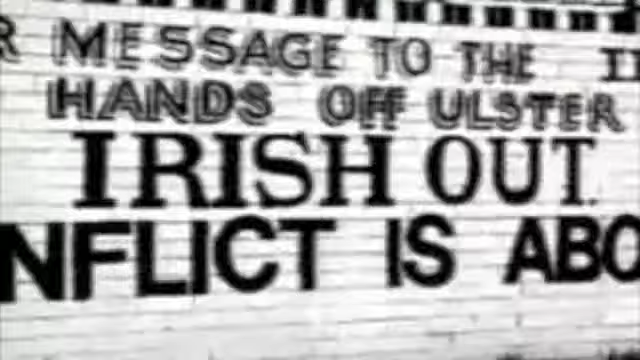 R MESSAGE TO THE
HANDS OFF ULSTER
IRISH OUT.
NFLICT IS ABO